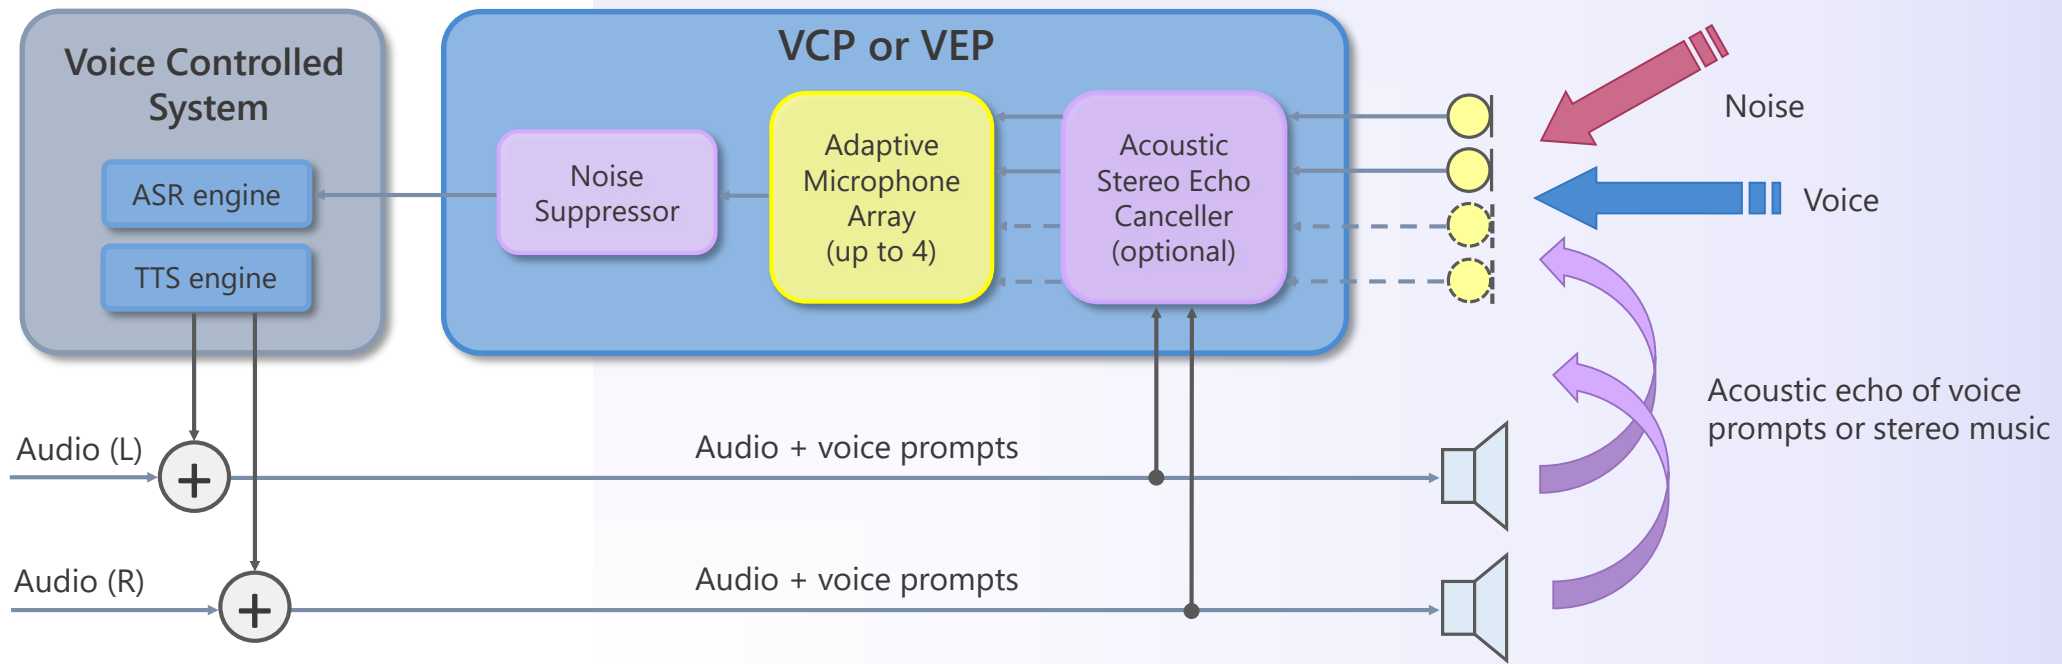 Voice Controlled
System
ASR engine
TTS engine
VCP or VEP
Noise
Suppressor
Adaptive
Microphone
Array
(up to 4)
Acoustic
Stereo Echo
Canceller
(optional)
Noise
Voice
Acoustic echo of voice
prompts or stereo music
Audio (L)
+
Audio + voice prompts
Audio (R)
+
Audio + voice prompts